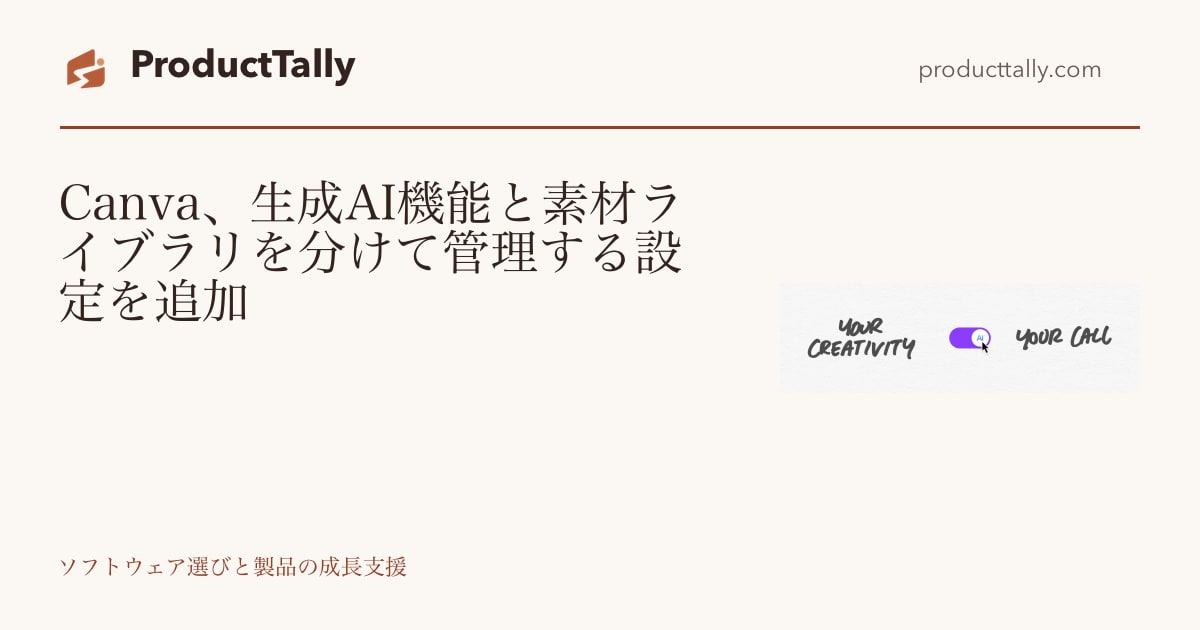 ProductTally
producttally.com
Canva、生成AI機能と素材ラ
イブラリを分けて管理する設
定を追加
YOUR
CREATIVITY
AI
YOUR CALL
ソフトウェア選びと製品の成長支援